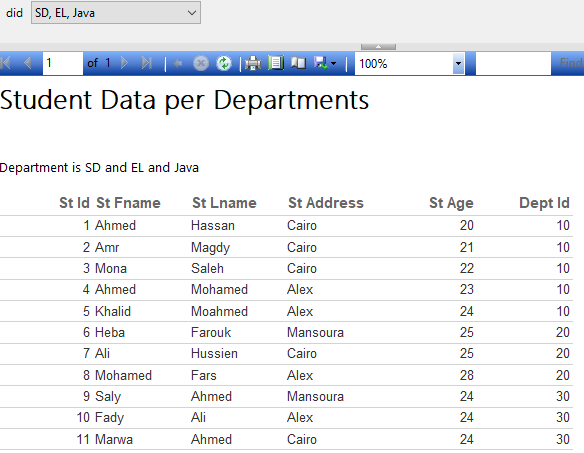 did SD, EL, Java
1 of 1 100% Find
Student Data per Departments
Department is SD and EL and Java
St Id St Fname St Lname St Address St Age Dept Id
1 Ahmed Hassan Cairo 20 10
2 Amr Magdy Cairo 21 10
3 Mona Saleh Cairo 22 10
4 Ahmed Mohamed Alex 23 10
5 Khalid Moahmed Alex 24 10
6 Heba Farouk Mansoura 25 20
7 Ali Hussien Cairo 25 20
8 Mohamed Fars Alex 28 20
9 Saly Ahmed Mansoura 24 30
10 Fady Ali Alex 24 30
11 Marwa Ahmed Cairo 24 30